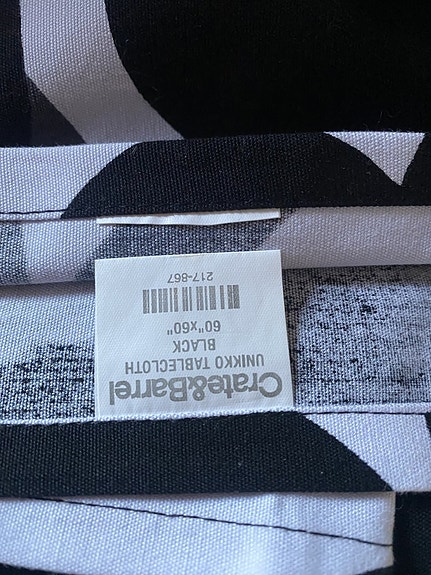 Crate&Barrel
UNIKKO TABLECLOTH
BLACK
60"x60"
217-867